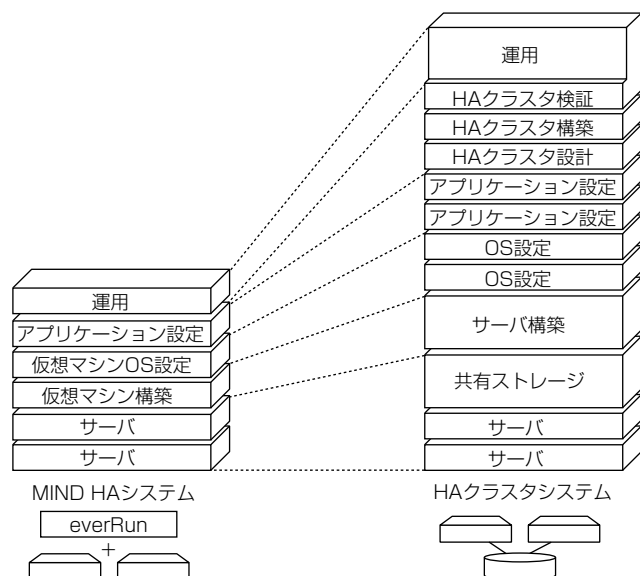 運用
HAクラスタ検証
HAクラスタ構築
HAクラスタ設計
アプリケーション設定
アプリケーション設定
OS設定
OS設定
サーバ構築
共有ストレージ
サーバ
サーバ
HAクラスタシステム
運用
アプリケーション設定
仮想マシンOS設定
仮想マシン構築
サーバ
サーバ
MIND HAシステム
everRun
+